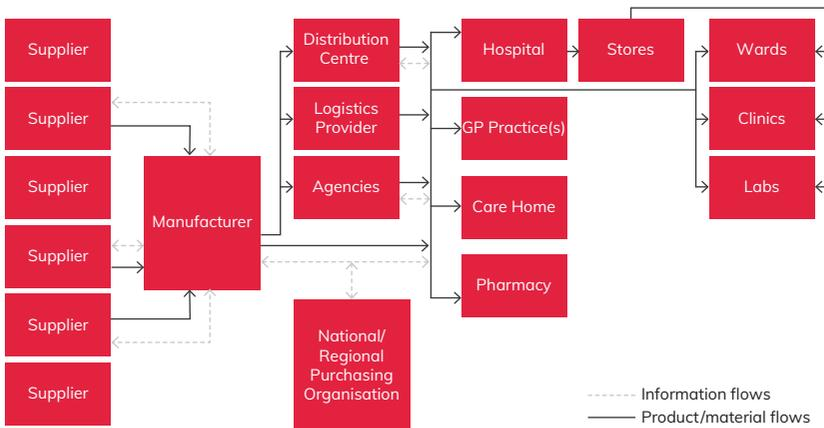 Supplier
Supplier
Supplier
Supplier
Supplier
Supplier
Manufacturer
Distribution
Centre
Logistics
Provider
Agencies
National/
Regional
Purchasing
Organisation
Hospital
GP Practice(s)
Care Home
Pharmacy
Stores
Wards
Clinics
Labs
Information flows
Product/material flows